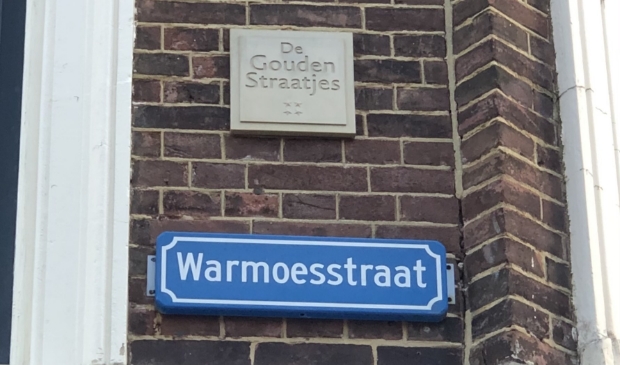 De
Gouden
Straatjes
Warmoesstraat